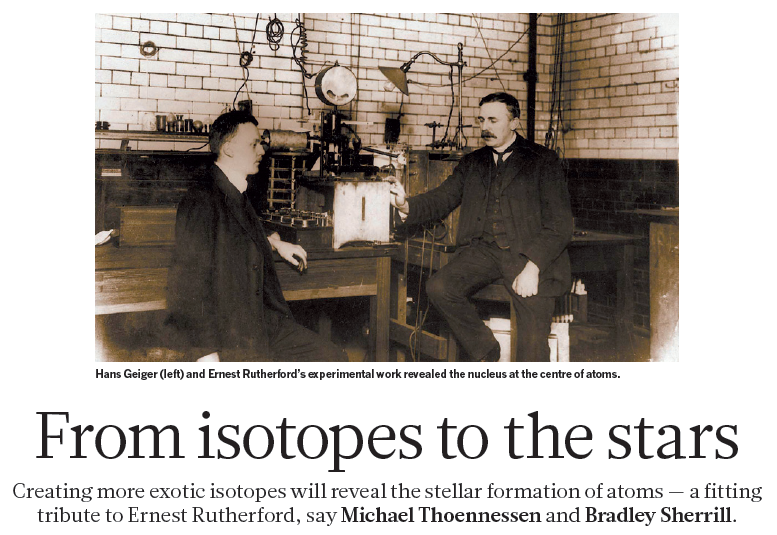 Hans Geiger (left) and Ernest Rutherford's experimental work revealed the nucleus at the centre of atoms.
From isotopes to the stars
Creating more exotic isotopes will reveal the stellar formation of atoms — a fitting
tribute to Ernest Rutherford, say Michael Thoennessen and Bradley Sherrill.